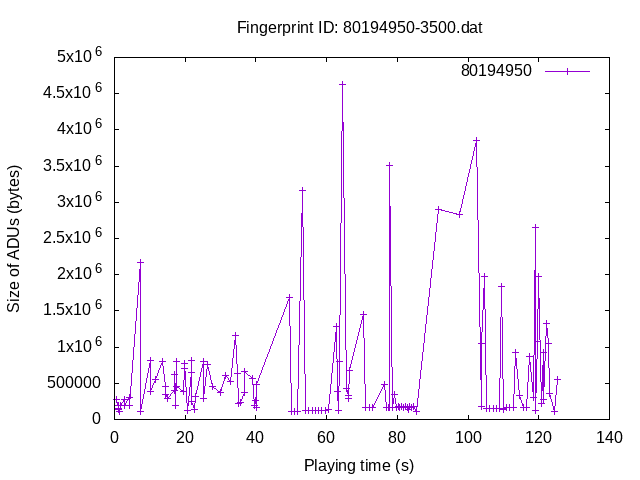 Fingerprint ID: 80194950-3500.dat
80194950
Size of ADUs (bytes)
5x10^6
4.5x10^6
4x10^6
3.5x10^6
3x10^6
2.5x10^6
2x10^6
1.5x10^6
1x10^6
500000
0
0 20 40 60 80 100 120 140
Playing time (s)